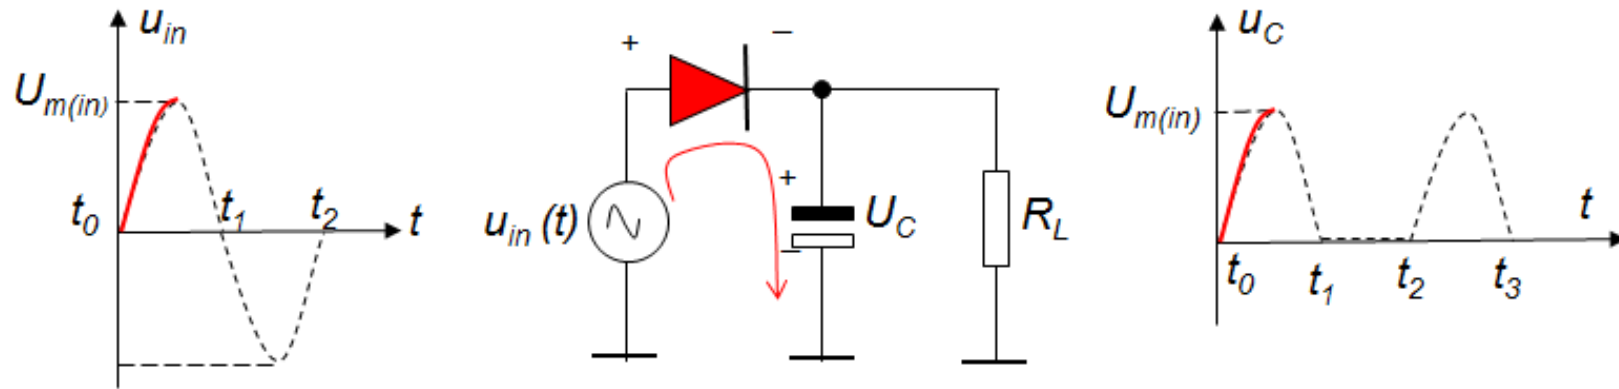 u_in
U_m(in)
t_0
t_1
t_2
t
+
–
u_in (t)
+
–
U_C
R_L
u_C
U_m(in)
t
t_0
t_1
t_2
t_3